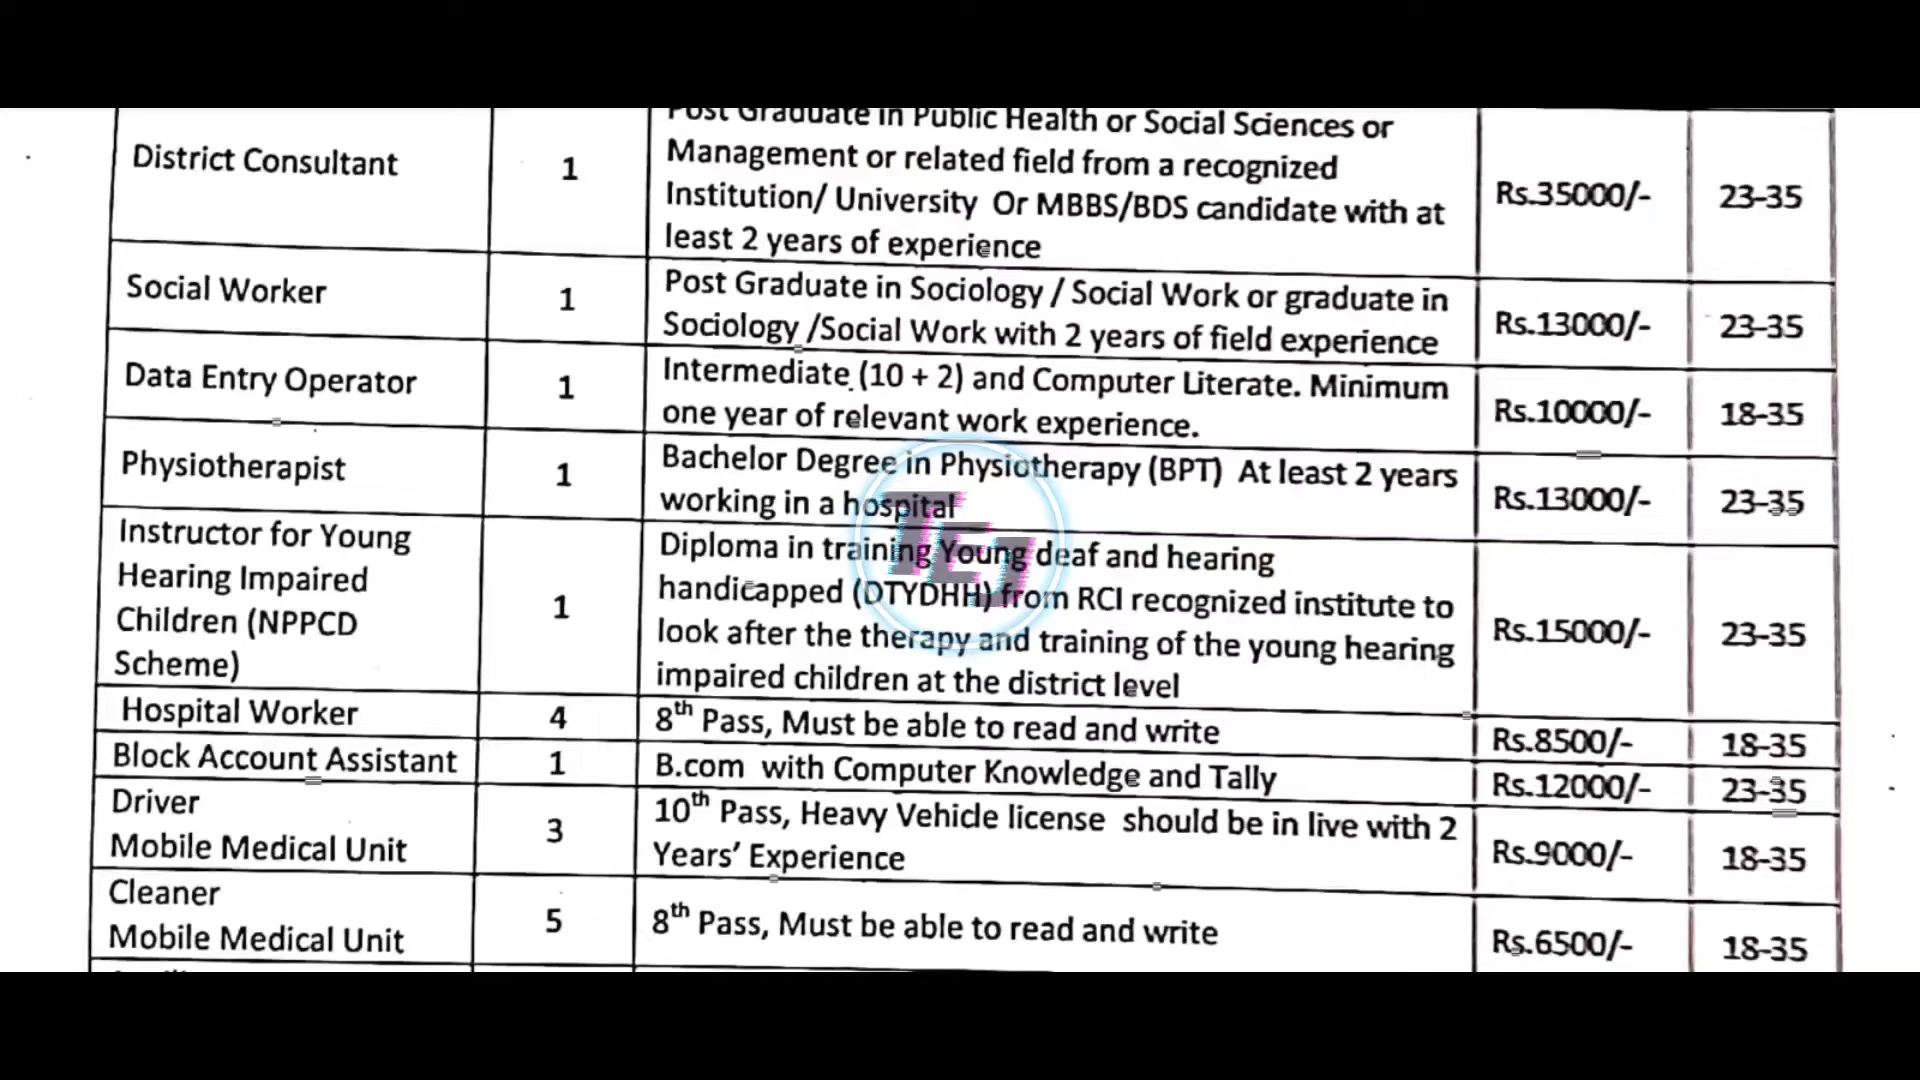 District Consultant
1
Post Graduate in Public Health or Social Sciences or
Management or related field from a recognized
Institution/ University Or MBBS/BDS candidate with at
least 2 years of experience
Rs.35000/-
23-35
Social Worker
1
Post Graduate in Sociology / Social Work or graduate in
Sociology /Social Work with 2 years of field experience
Rs.13000/-
23-35
Data Entry Operator
1
Intermediate (10 + 2) and Computer Literate. Minimum
one year of relevant work experience.
Rs.10000/-
18-35
Physiotherapist
1
Bachelor Degree in Physiotherapy (BPT) At least 2 years
working in a hospital
Rs.13000/-
23-35
Instructor for Young
Hearing Impaired
Children (NPPCD
Scheme)
1
Diploma in training Young deaf and hearing
handicapped (DTYDHH) from RCI recognized institute to
look after the therapy and training of the young hearing
impaired children at the district level
Rs.15000/-
23-35
Hospital Worker
4
8th Pass, Must be able to read and write
Rs.8500/-
18-35
Block Account Assistant
1
B.com with Computer Knowledge and Tally
Rs.12000/-
23-35
Driver
Mobile Medical Unit
3
10th Pass, Heavy Vehicle license should be in live with 2
Years' Experience
Rs.9000/-
18-35
Cleaner
Mobile Medical Unit
5
8th Pass, Must be able to read and write
Rs.6500/-
18-35